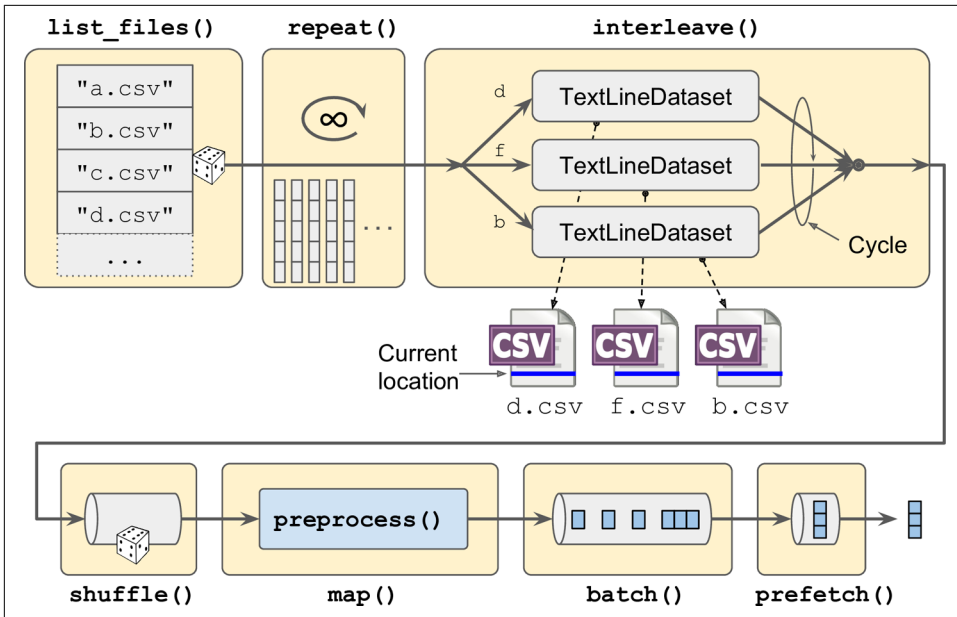 list_files()
repeat()
interleave()
"a.csv"
"b.csv"
"c.csv"
"d.csv"
...
∞
...
d
f
b
TextLineDataset
TextLineDataset
TextLineDataset
Cycle
CSV
CSV
CSV
Current
location
d.csv
f.csv
b.csv
preprocess()
shuffle()
map()
batch()
prefetch()